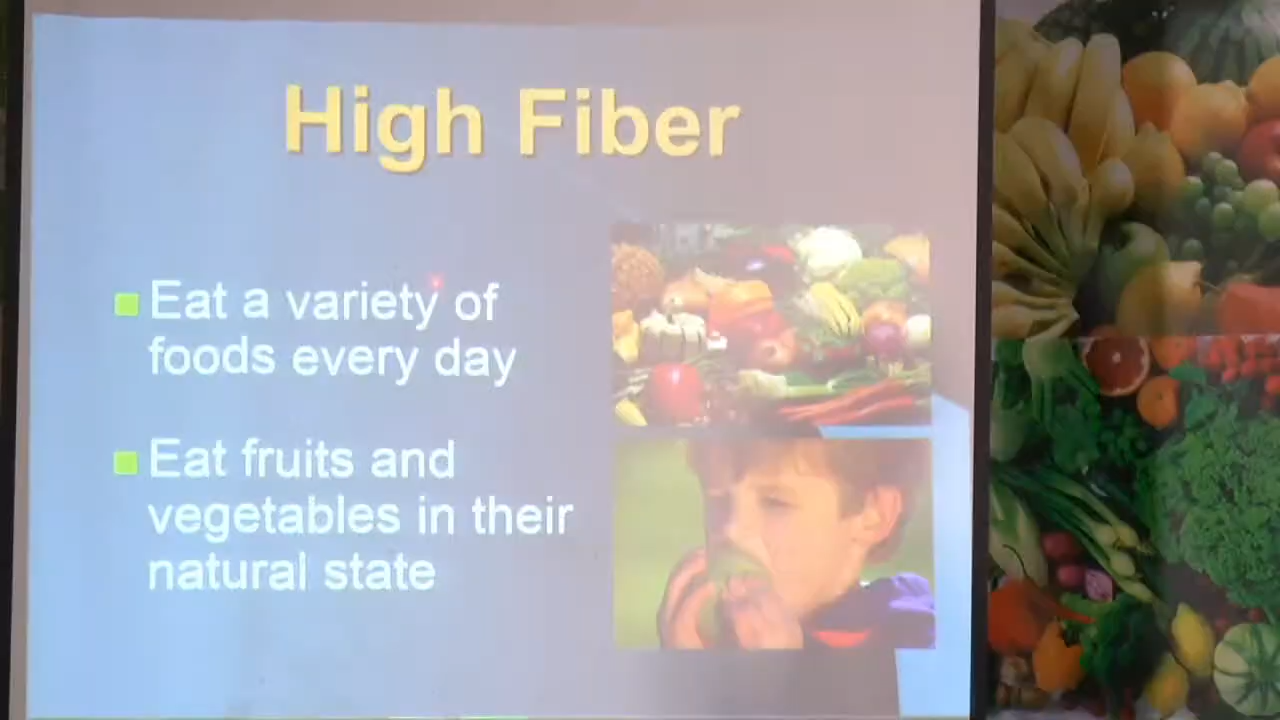 High Fiber
Eat a variety of
foods every day
Eat fruits and
vegetables in their
natural state